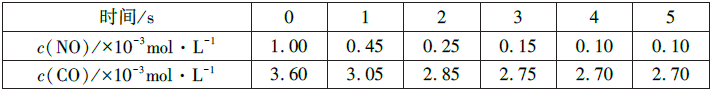 时间/s 0 1 2 3 4 5
c(NO)/×10⁻³mol·L⁻¹ 1.00 0.45 0.25 0.15 0.10 0.10
c(CO)/×10⁻³mol·L⁻¹ 3.60 3.05 2.85 2.75 2.70 2.70